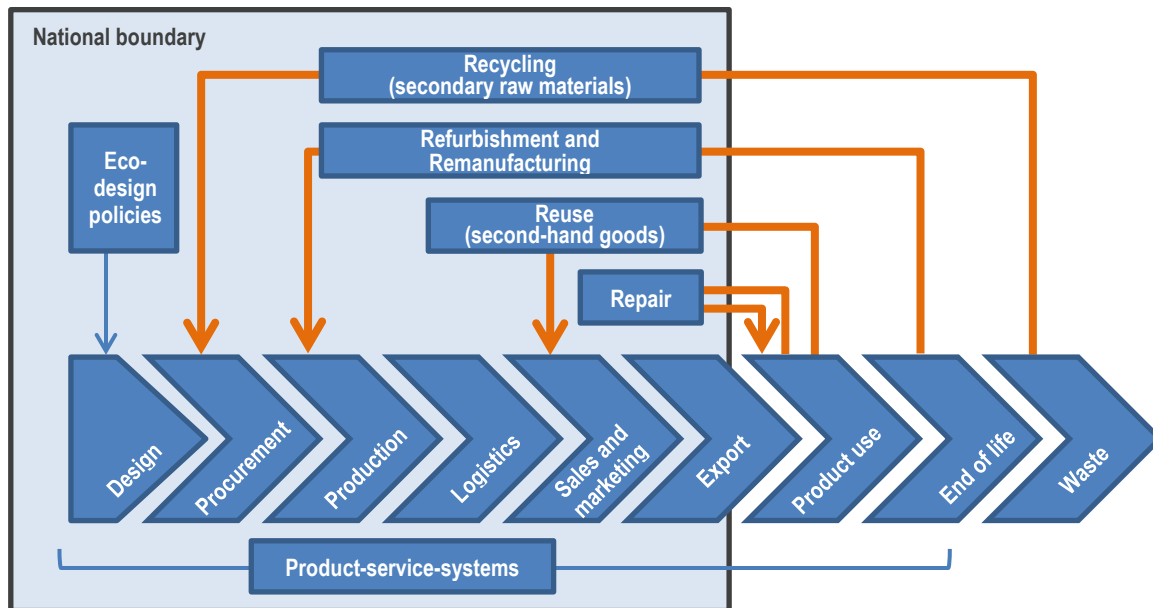 National boundary
Recycling
(secondary raw materials)
Refurbishment and
Remanufacturing
Eco-
design
policies
Reuse
(second-hand goods)
Repair
Design
Procurement
Production
Logistics
Sales and
marketing
Export
Product use
End of life
Waste
Product-service-systems